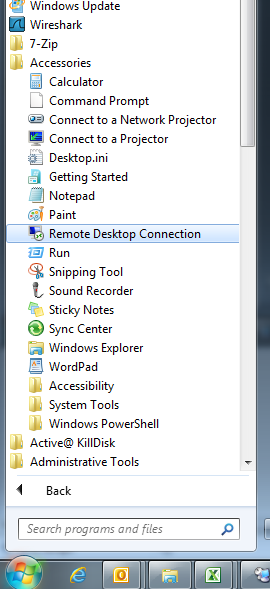 Windows Update
Wireshark
7-Zip
Accessories
Calculator
Command Prompt
Connect to a Network Projector
Connect to a Projector
Desktop.ini
Getting Started
Notepad
Paint
Remote Desktop Connection
Run
Snipping Tool
Sound Recorder
Sticky Notes
Sync Center
Windows Explorer
WordPad
Accessibility
System Tools
Windows PowerShell
Active@ KillDisk
Administrative Tools
Back
Search programs and files